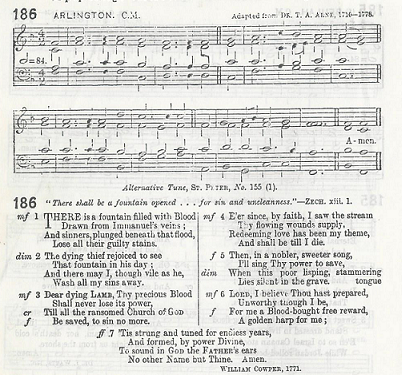 186 ARLINGTON. C.M. Adapted from DR. T. A. ARNE, 1710—1778.
=84.
A-men.
Alternative Tune, ST. PETER, No. 155 (1).
186 "There shall be a fountain opened . . . for sin and uncleanness."—ZECH. xiii. 1.
mf 1 THERE is a fountain filled with Blood
Drawn from Immanuel's veins;
And sinners, plunged beneath that flood,
Lose all their guilty stains.
dim 2 The dying thief rejoiced to see
That fountain in his day;
And there may I, though vile as he,
Wash all my sins away.
mf 3 Dear dying LAMB, Thy precious Blood
Shall never lose its power,
cr Till all the ransomed Church of GOD
f Be saved, to sin no more.
mf 4 E'er since, by faith, I saw the stream
Thy flowing wounds supply,
Redeeming love has been my theme,
And shall be till I die.
f 5 Then, in a nobler, sweeter song,
I'll sing Thy power to save,
dim When this poor lisping, stammering
Lies silent in the grave. tongue
mf 6 LORD, I believe Thou hast prepared,
Unworthy though I be,
f For me a Blood-bought free reward,
A golden harp for me;
ff 7 'Tis strung and tuned for endless years,
And formed, by power Divine,
To sound in GOD the FATHER'S ears
No other Name but Thine. Amen.
WILLIAM COWPER, 1771.